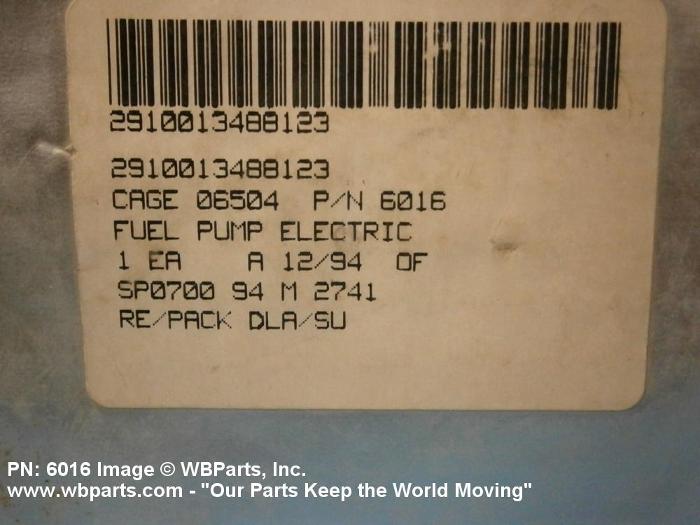 2910013488123
2910013488123
CAGE 06504 P/N 6016
FUEL PUMP ELECTRIC
1 EA A 12/94 OF
SP0700 94 M 2741
RE/PACK DLA/SU
PN: 6016 Image © WBParts, Inc.
www.wbparts.com - "Our Parts Keep the World Moving"